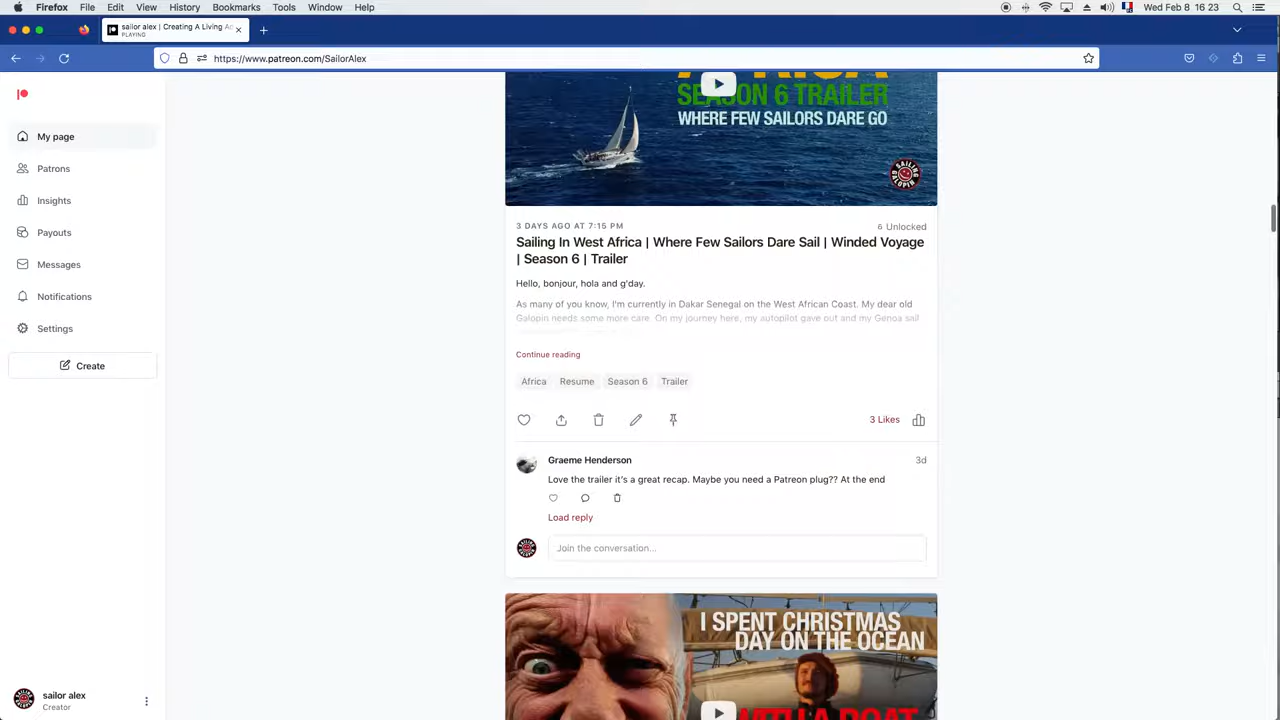 Firefox File Edit View History Bookmarks Tools Window Help Wed Feb 8 16 23
sailor alex | Creating A Living Ac
PLAYING
https://www.patreon.com/SailorAlex
My page
Patrons
Insights
Payouts
Messages
Notifications
Settings
Create
sailor alex
Creator
AFRICA
SEASON 6 TRAILER
WHERE FEW SAILORS DARE GO
SAILING
GALOPIN
3 DAYS AGO AT 7:15 PM
Unlocked
Sailing In West Africa | Where Few Sailors Dare Sail | Winded Voyage
| Season 6 | Trailer
Hello, bonjour, hola and g'day.
As many of you know, I'm currently in Dakar Senegal on the West African Coast. My dear old
Galopin needs some more care. On my journey here, my autopilot gave out and my Genoa sail
Continue reading
Africa Resume Season 6 Trailer
3 Likes
Graeme Henderson 3d
Love the trailer it's a great recap. Maybe you need a Patreon plug?? At the end
Load reply
Join the conversation...
I SPENT CHRISTMAS
DAY ON THE OCEAN
WITH A BOAT